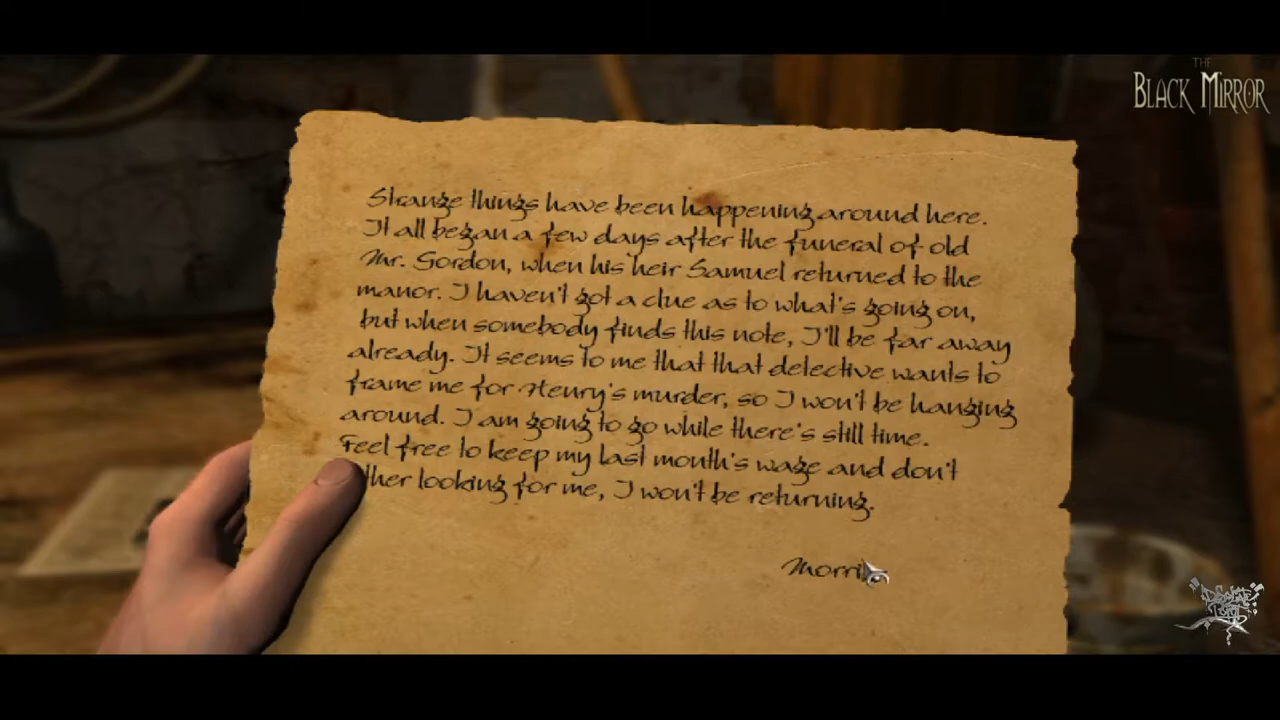 THE
BLACK MIRROR
Strange things have been happening around here.
It all began a few days after the funeral of old
Mr. Gordon, when his heir Samuel returned to the
manor. I haven't got a clue as to what's going on,
but when somebody finds this note, I'll be far away
already. It seems to me that that detective wants to
frame me for Henry's murder, so I won't be hanging
around. I am going to go while there's still time.
Feel free to keep my last month's wage and don't
ther looking for me, I won't be returning.
Morri